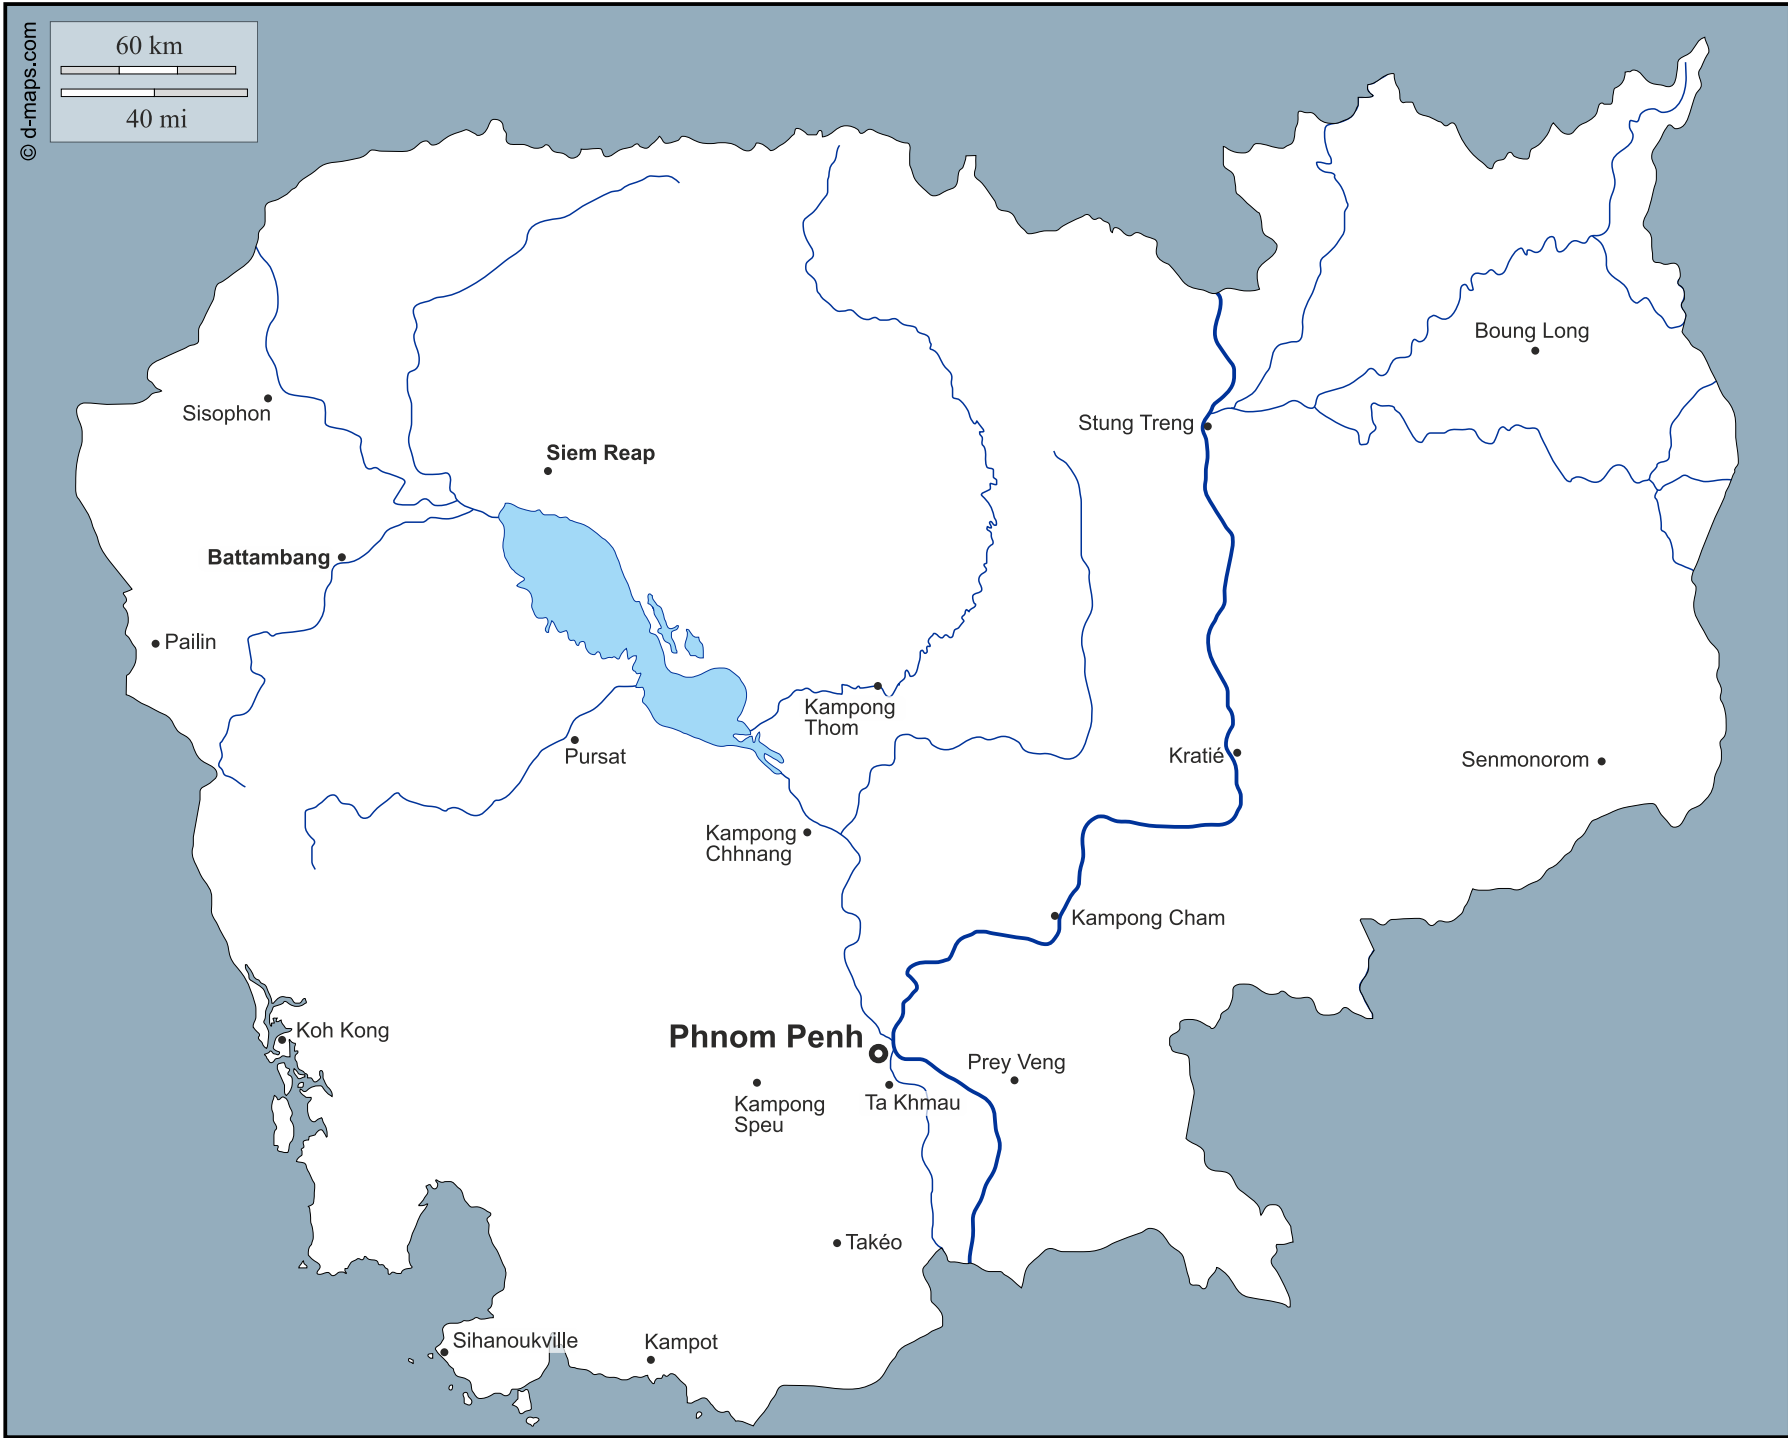 © d-maps.com
60 km
40 mi
Boung Long
Sisophon
Stung Treng
Siem Reap
Battambang
Pailin
Kampong
Thom
Pursat
Kratié
Senmonorom
Kampong
Chhnang
Kampong Cham
Koh Kong
Phnom Penh
Prey Veng
Kampong
Speu
Ta Khmau
Takéo
Sihanoukville
Kampot